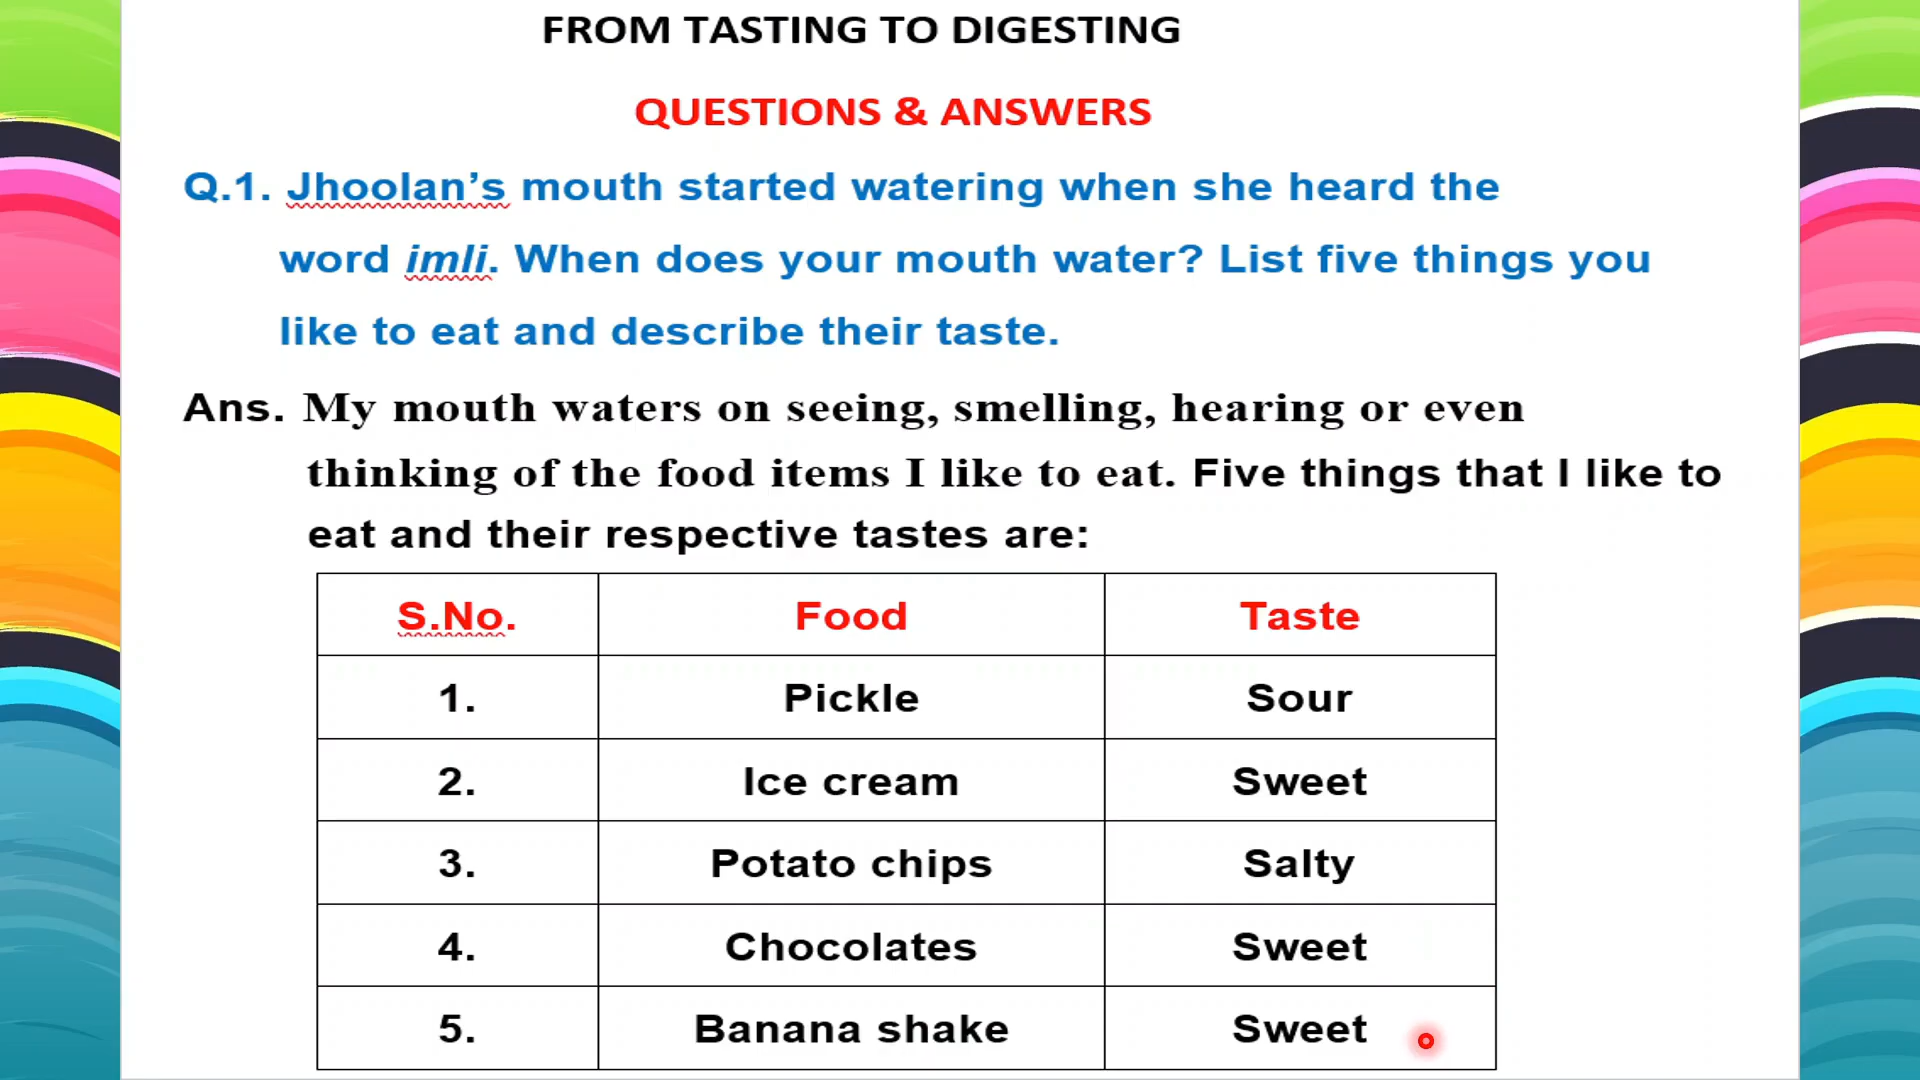 FROM TASTING TO DIGESTING
QUESTIONS & ANSWERS
Q.1. Jhoolan’s mouth started watering when she heard the
word imli. When does your mouth water? List five things you
like to eat and describe their taste.
Ans. My mouth waters on seeing, smelling, hearing or even
thinking of the food items I like to eat. Five things that I like to
eat and their respective tastes are:
S.No. Food Taste
1. Pickle Sour
2. Ice cream Sweet
3. Potato chips Salty
4. Chocolates Sweet
5. Banana shake Sweet